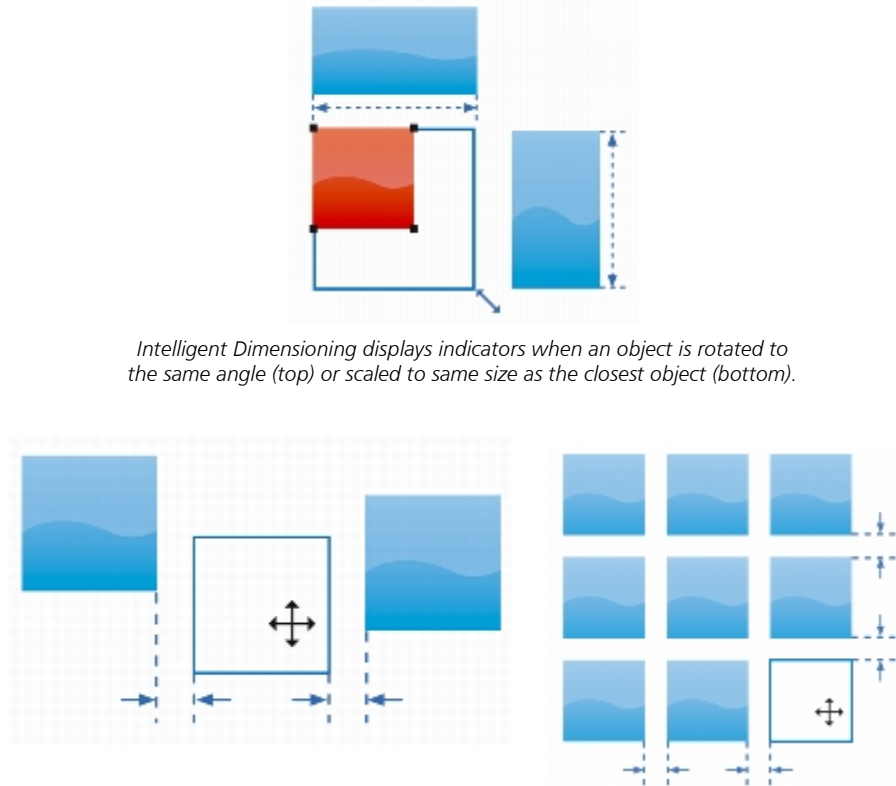 Intelligent Dimensioning displays indicators when an object is rotated to
the same angle (top) or scaled to same size as the closest object (bottom).